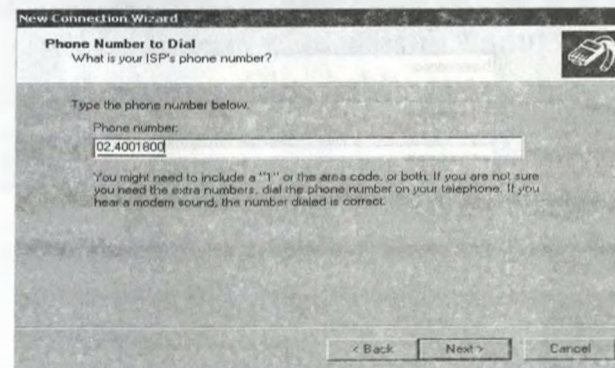 New Connection Wizard
Phone Number to Dial
What is your ISP's phone number?
Type the phone number below.
Phone number:
02,4001800
You might need to include a "1" or the area code, or both. If you are not sure
you need the extra numbers, dial the phone number on your telephone. If you
hear a modem sound, the number dialed is correct.
< Back
Next >
Cancel